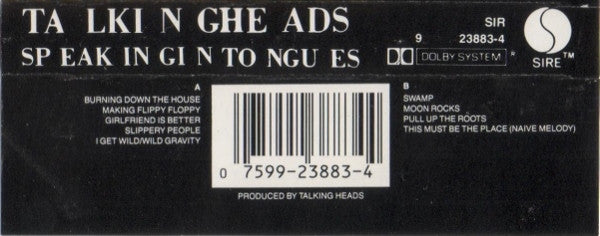 TA LKI N GHE ADS
SP EAK IN GI N TO NGU ES
SIR
9 23883-4
DOLBY SYSTEM ®
SIRE™
A
BURNING DOWN THE HOUSE
MAKING FLIPPY FLOPPY
GIRLFRIEND IS BETTER
SLIPPERY PEOPLE
I GET WILD/WILD GRAVITY
B
SWAMP
MOON ROCKS
PULL UP THE ROOTS
THIS MUST BE THE PLACE (NAIVE MELODY)
0 7599-23883-4
PRODUCED BY TALKING HEADS